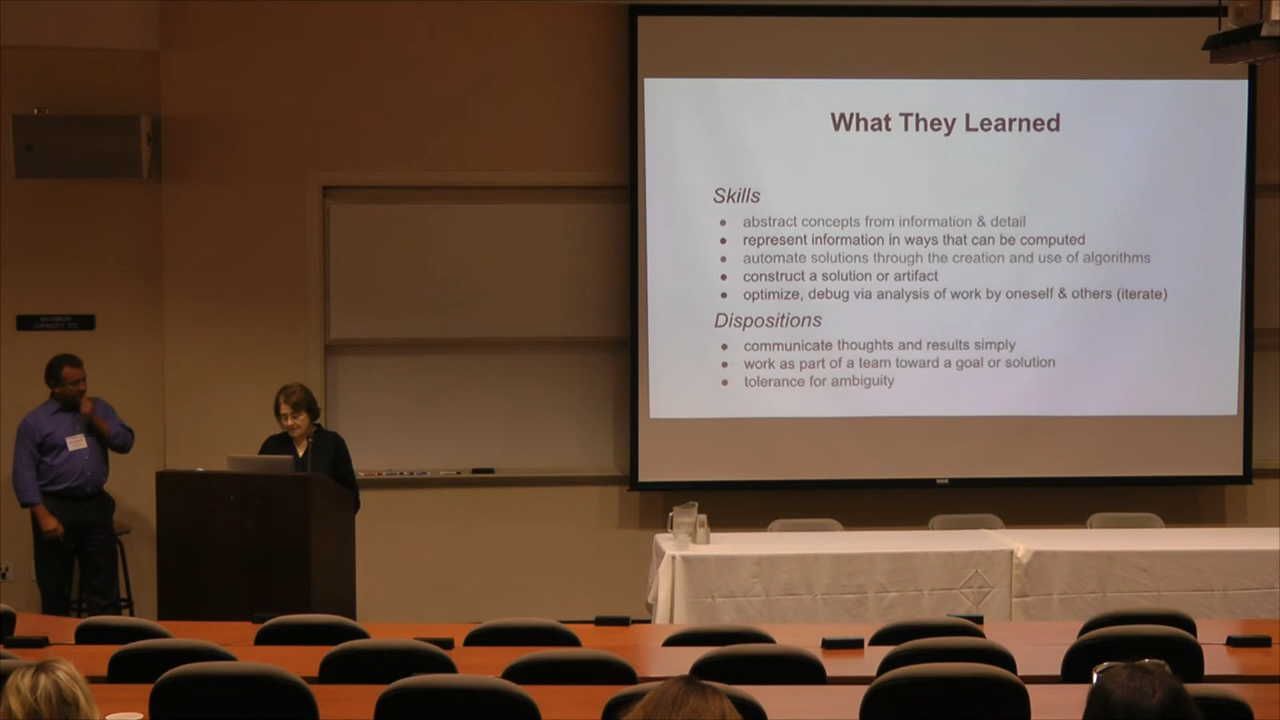 What They Learned
Skills
• abstract concepts from information & detail
• represent information in ways that can be computed
• automate solutions through the creation and use of algorithms
• construct a solution or artifact
• optimize, debug via analysis of work by oneself & others (iterate)
Dispositions
• communicate thoughts and results simply
• work as part of a team toward a goal or solution
• tolerance for ambiguity
MAXIMUM